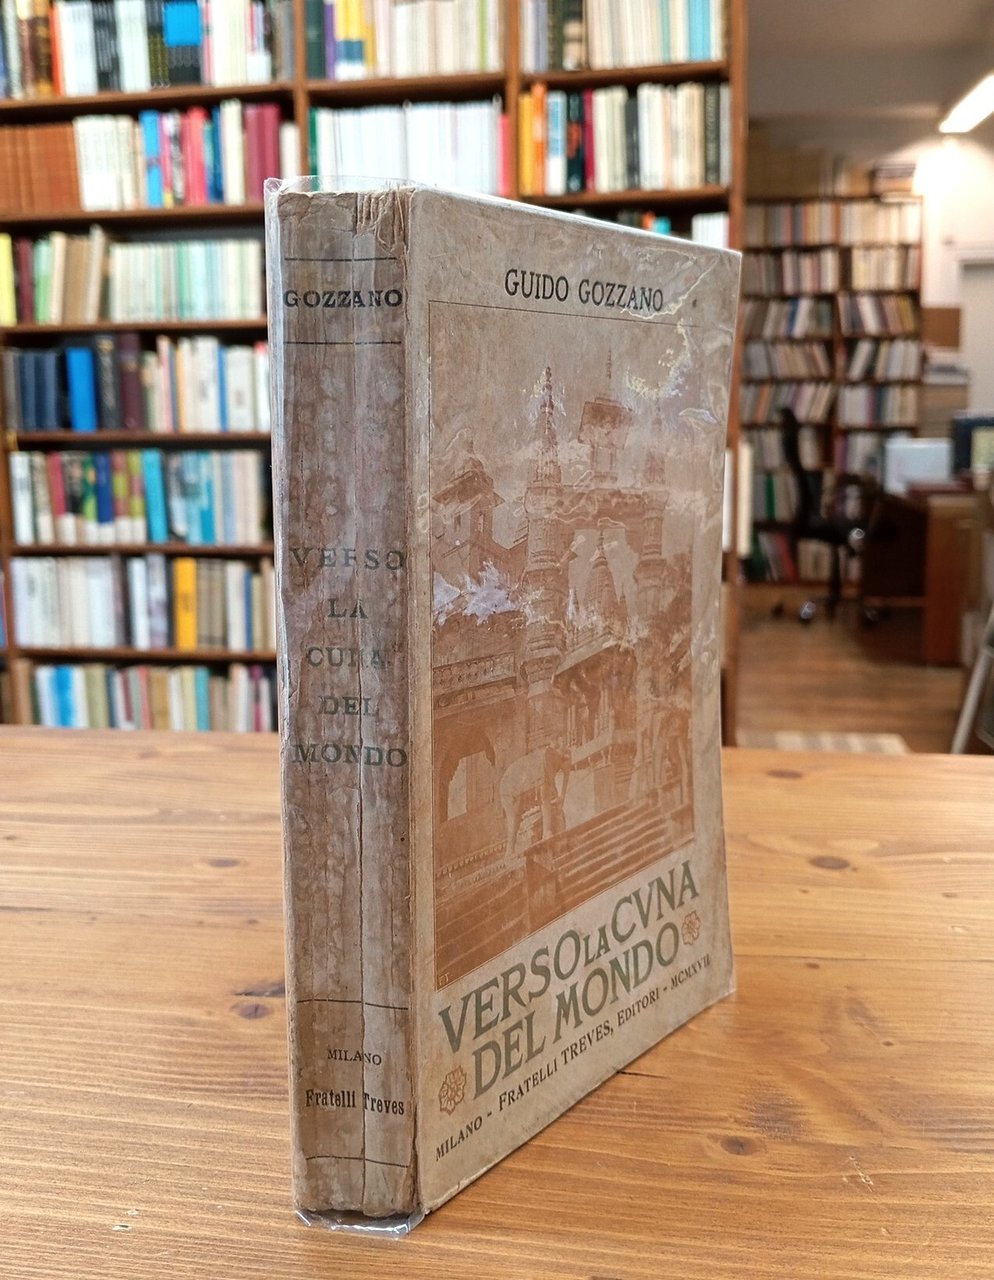 GOZZANO
VERSO
LA
CUNA
DEL
MONDO
MILANO
Fratelli Treves
GUIDO GOZZANO
VERSO LA CVNA
DEL MONDO
MILANO - FRATELLI TREVES, EDITORI - MCMXVII